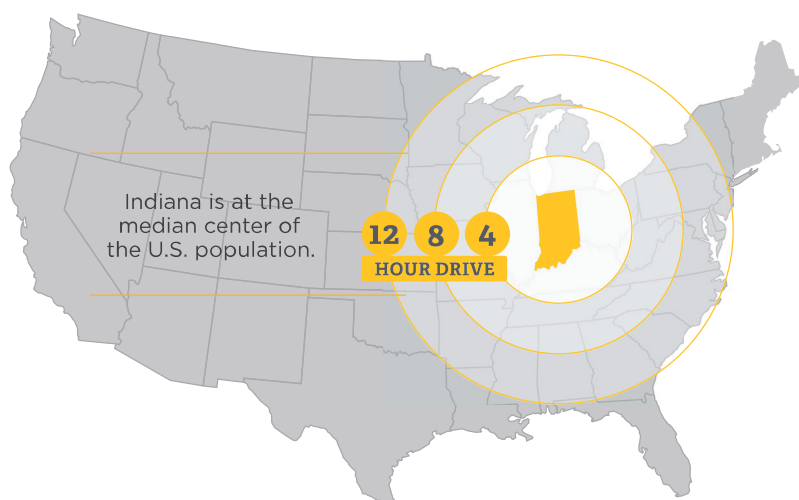 Indiana is at the
median center of
the U.S. population.
12 8 4
HOUR DRIVE